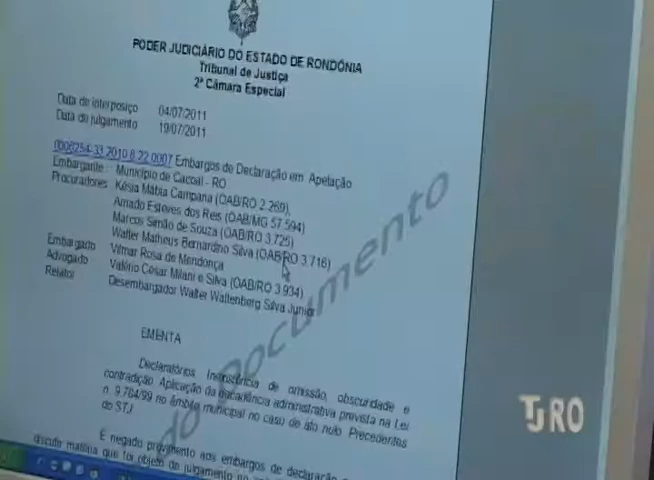 PODER JUDICIÁRIO DO ESTADO DE RONDÔNIA
Tribunal de Justiça
2ª Câmara Especial
Data de interposiço 04/07/2011
Data do julgamento 19/07/2011
0008254-33.2010.8.22.0007 Embargos de Declaração em Apelação
Embargante: Município de Cacoal - RO
Procuradores: Késia Mábia Campana (OAB/RO 2.269),
Amado Esteves dos Reis (OAB/MG 57.594)
Marcos Simão de Souza (OAB/RO 3.725)
Walter Matheus Bernardino Silva (OAB/RO 3.716)
Embargado Vilmar Rosa de Mendonça
Advogado Valério César Milani e Silva (OAB/RO 3.934)
Relator Desembargador Walter Waltenberg Silva Junior
EMENTA
Declaratórios Inexistência de omissão, obscuridade e
contradição Aplicação da decadência administrativa prevista na Lei
n. 9.784/99 no âmbito municipal no caso de ato nulo Precedentes
do STJ
É negado provimento aos embargos de declaração
discutir matéria que foi objeto do julgamento
do Documento
TJRO